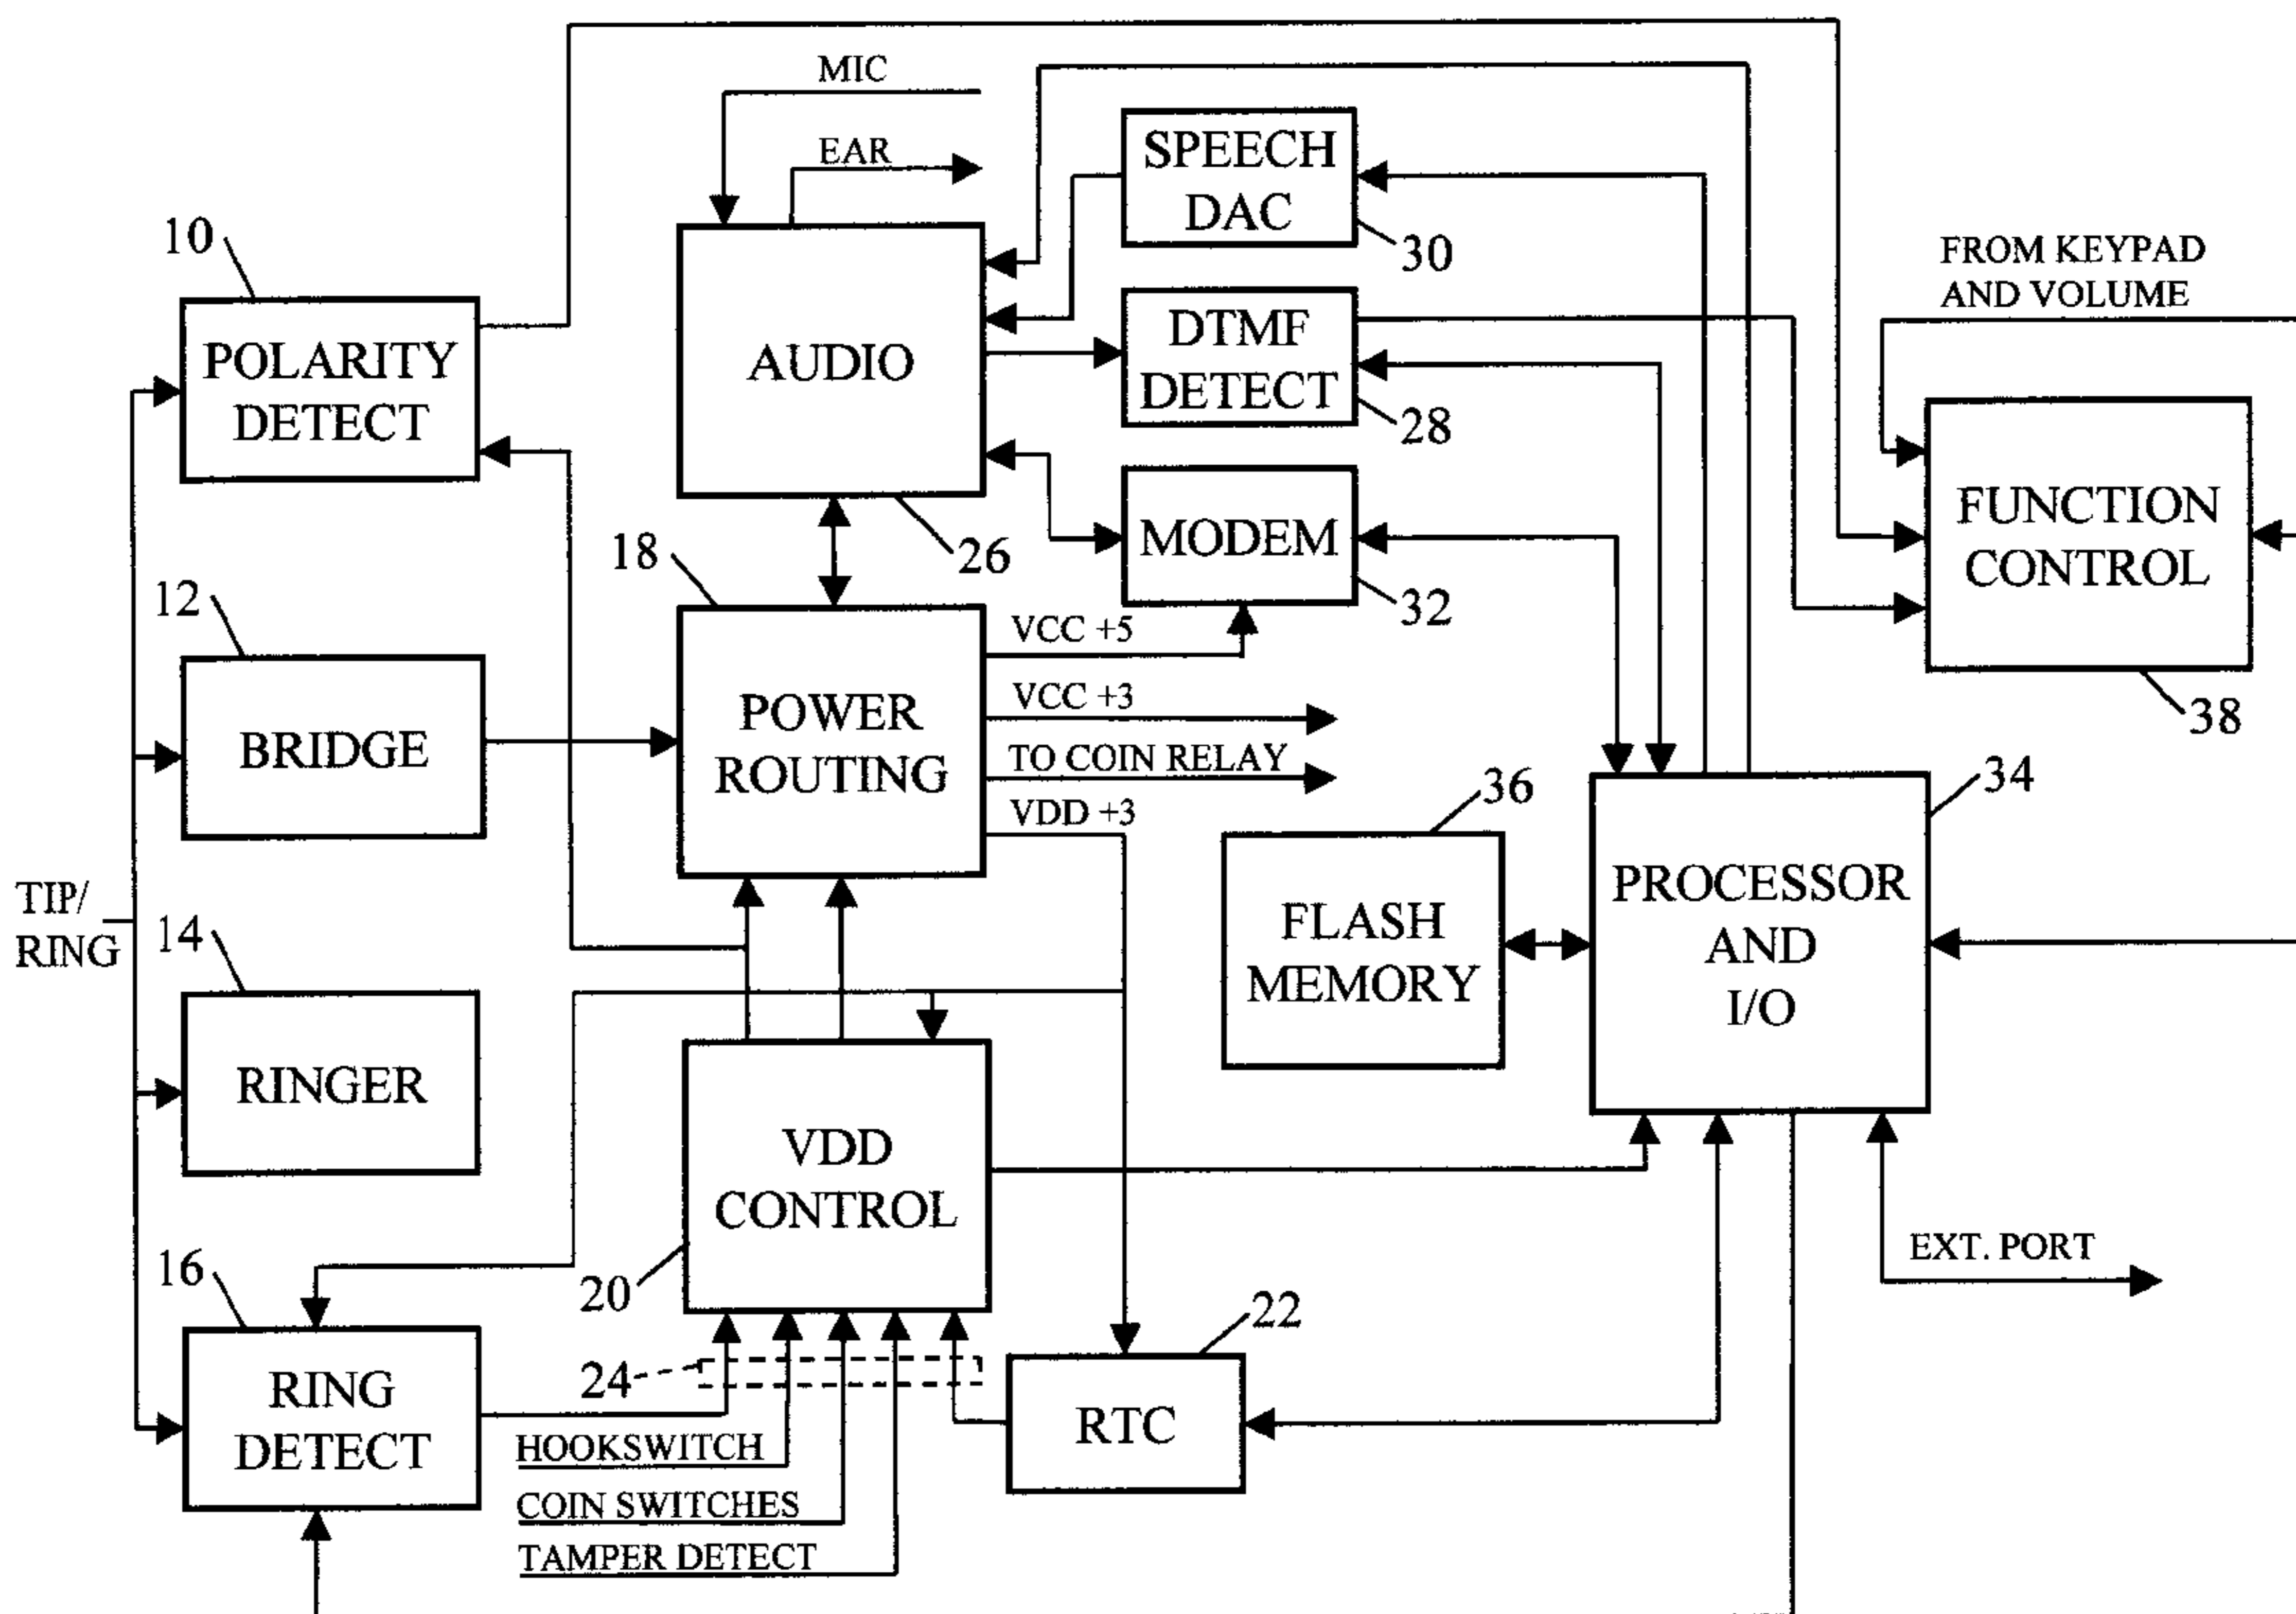 MIC
EAR
SPEECH
DAC
30
10
POLARITY
DETECT
AUDIO
26
DTMF
DETECT
28
FROM KEYPAD
AND VOLUME
FUNCTION
CONTROL
38
MODEM
32
12
BRIDGE
18
POWER
ROUTING
VCC +5
VCC +3
TO COIN RELAY
VDD +3
36
FLASH
MEMORY
34
PROCESSOR
AND
I/O
TIP/
RING
14
RINGER
VDD
CONTROL
20
EXT. PORT
16
RING
DETECT
24
22
RTC
HOOKSWITCH
COIN SWITCHES
TAMPER DETECT